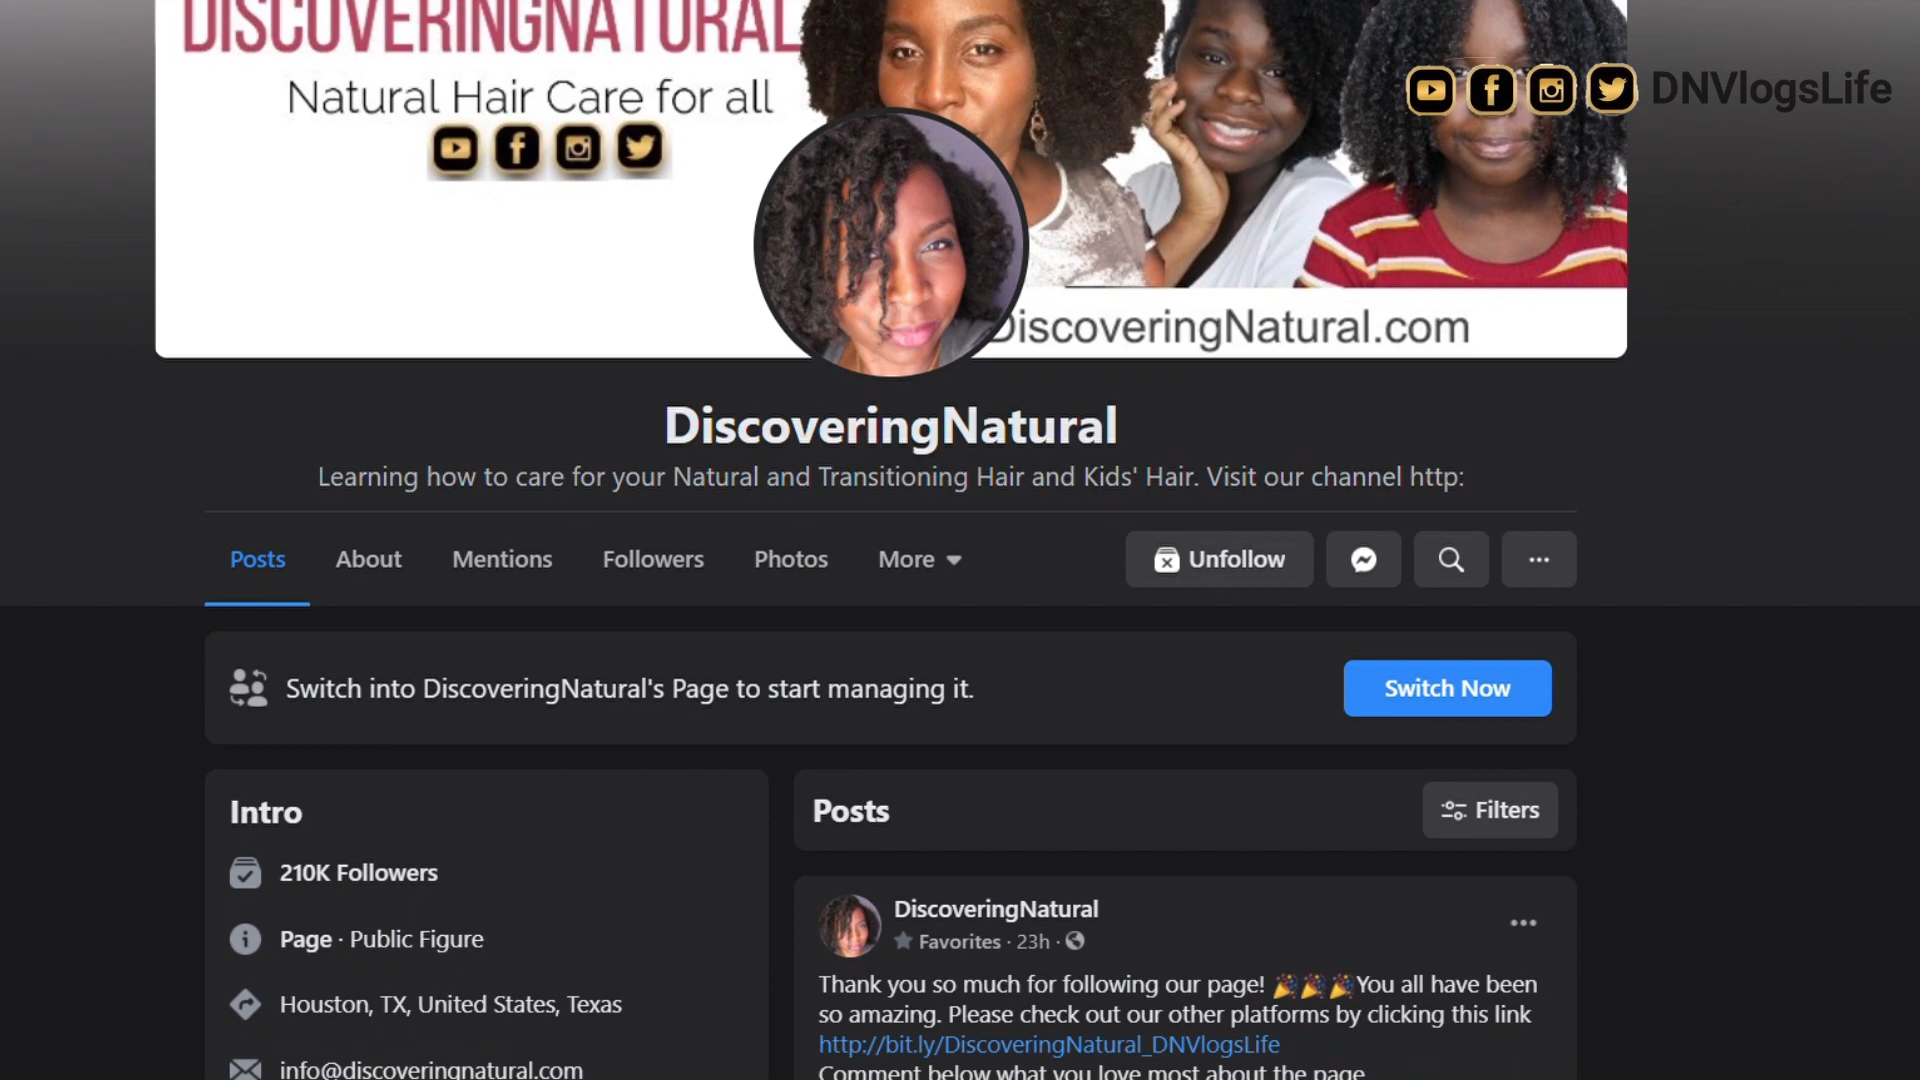 DISCOVERINGNATURAL
Natural Hair Care for all
DNVlogsLife
DiscoveringNatural.com
DiscoveringNatural
Learning how to care for your Natural and Transitioning Hair and Kids' Hair. Visit our channel http:
Posts About Mentions Followers Photos More Unfollow
Switch into DiscoveringNatural's Page to start managing it. Switch Now
Intro
210K Followers
Page · Public Figure
Houston, TX, United States, Texas
info@discoveringnatural.com
Posts Filters
DiscoveringNatural
Favorites · 23h ·
Thank you so much for following our page! 🎉🎉🎉You all have been
so amazing. Please check out our other platforms by clicking this link
http://bit.ly/DiscoveringNatural_DNVlogsLife
Comment below what you love most about the page